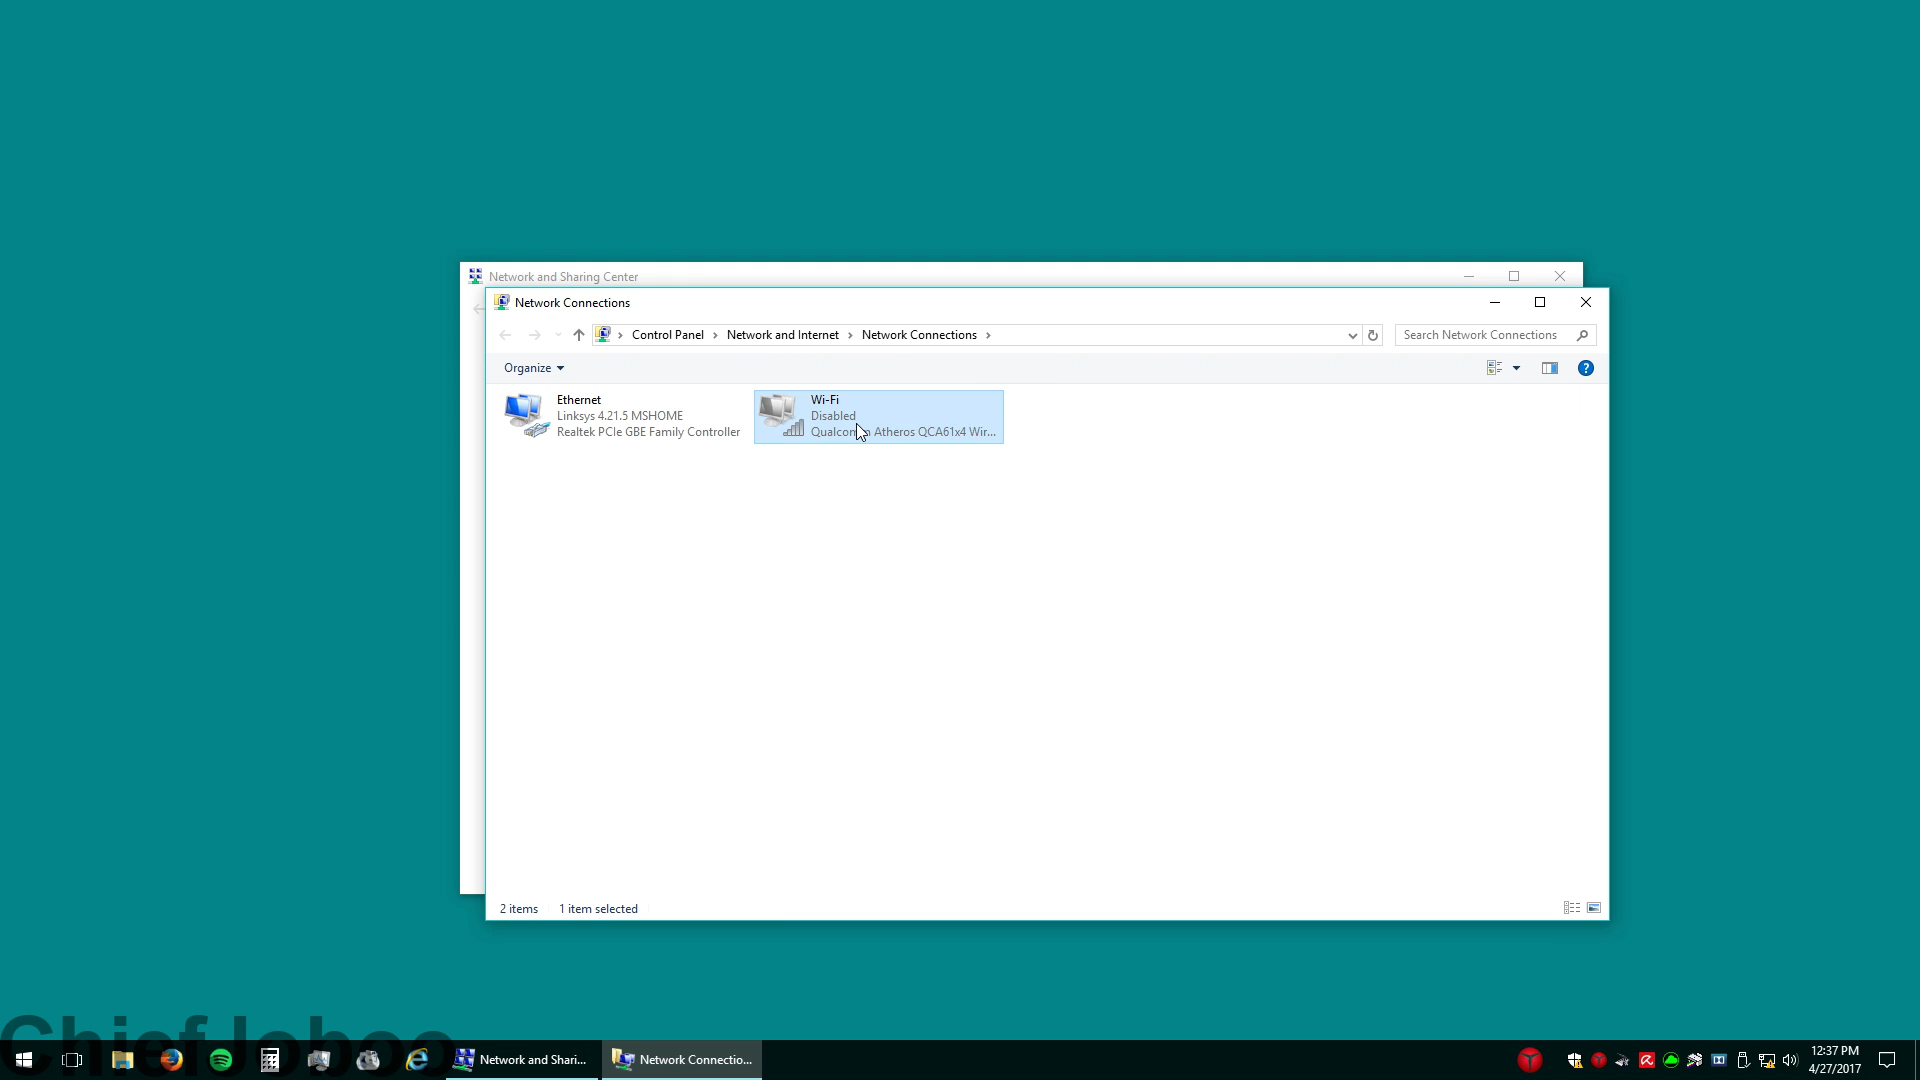 Network and Sharing Center
Network Connections
Control Panel
Network and Internet
Network Connections
Search Network Connections
Organize
Ethernet
Linksys 4.21.5 MSHOME
Realtek PCIe GBE Family Controller
Wi-Fi
Disabled
Atheros QCA61x4 Wir...
2 items
1 item selected
Chief Joboo
Network and Shari...
Network Connectio...
12:37 PM
4/27/2017